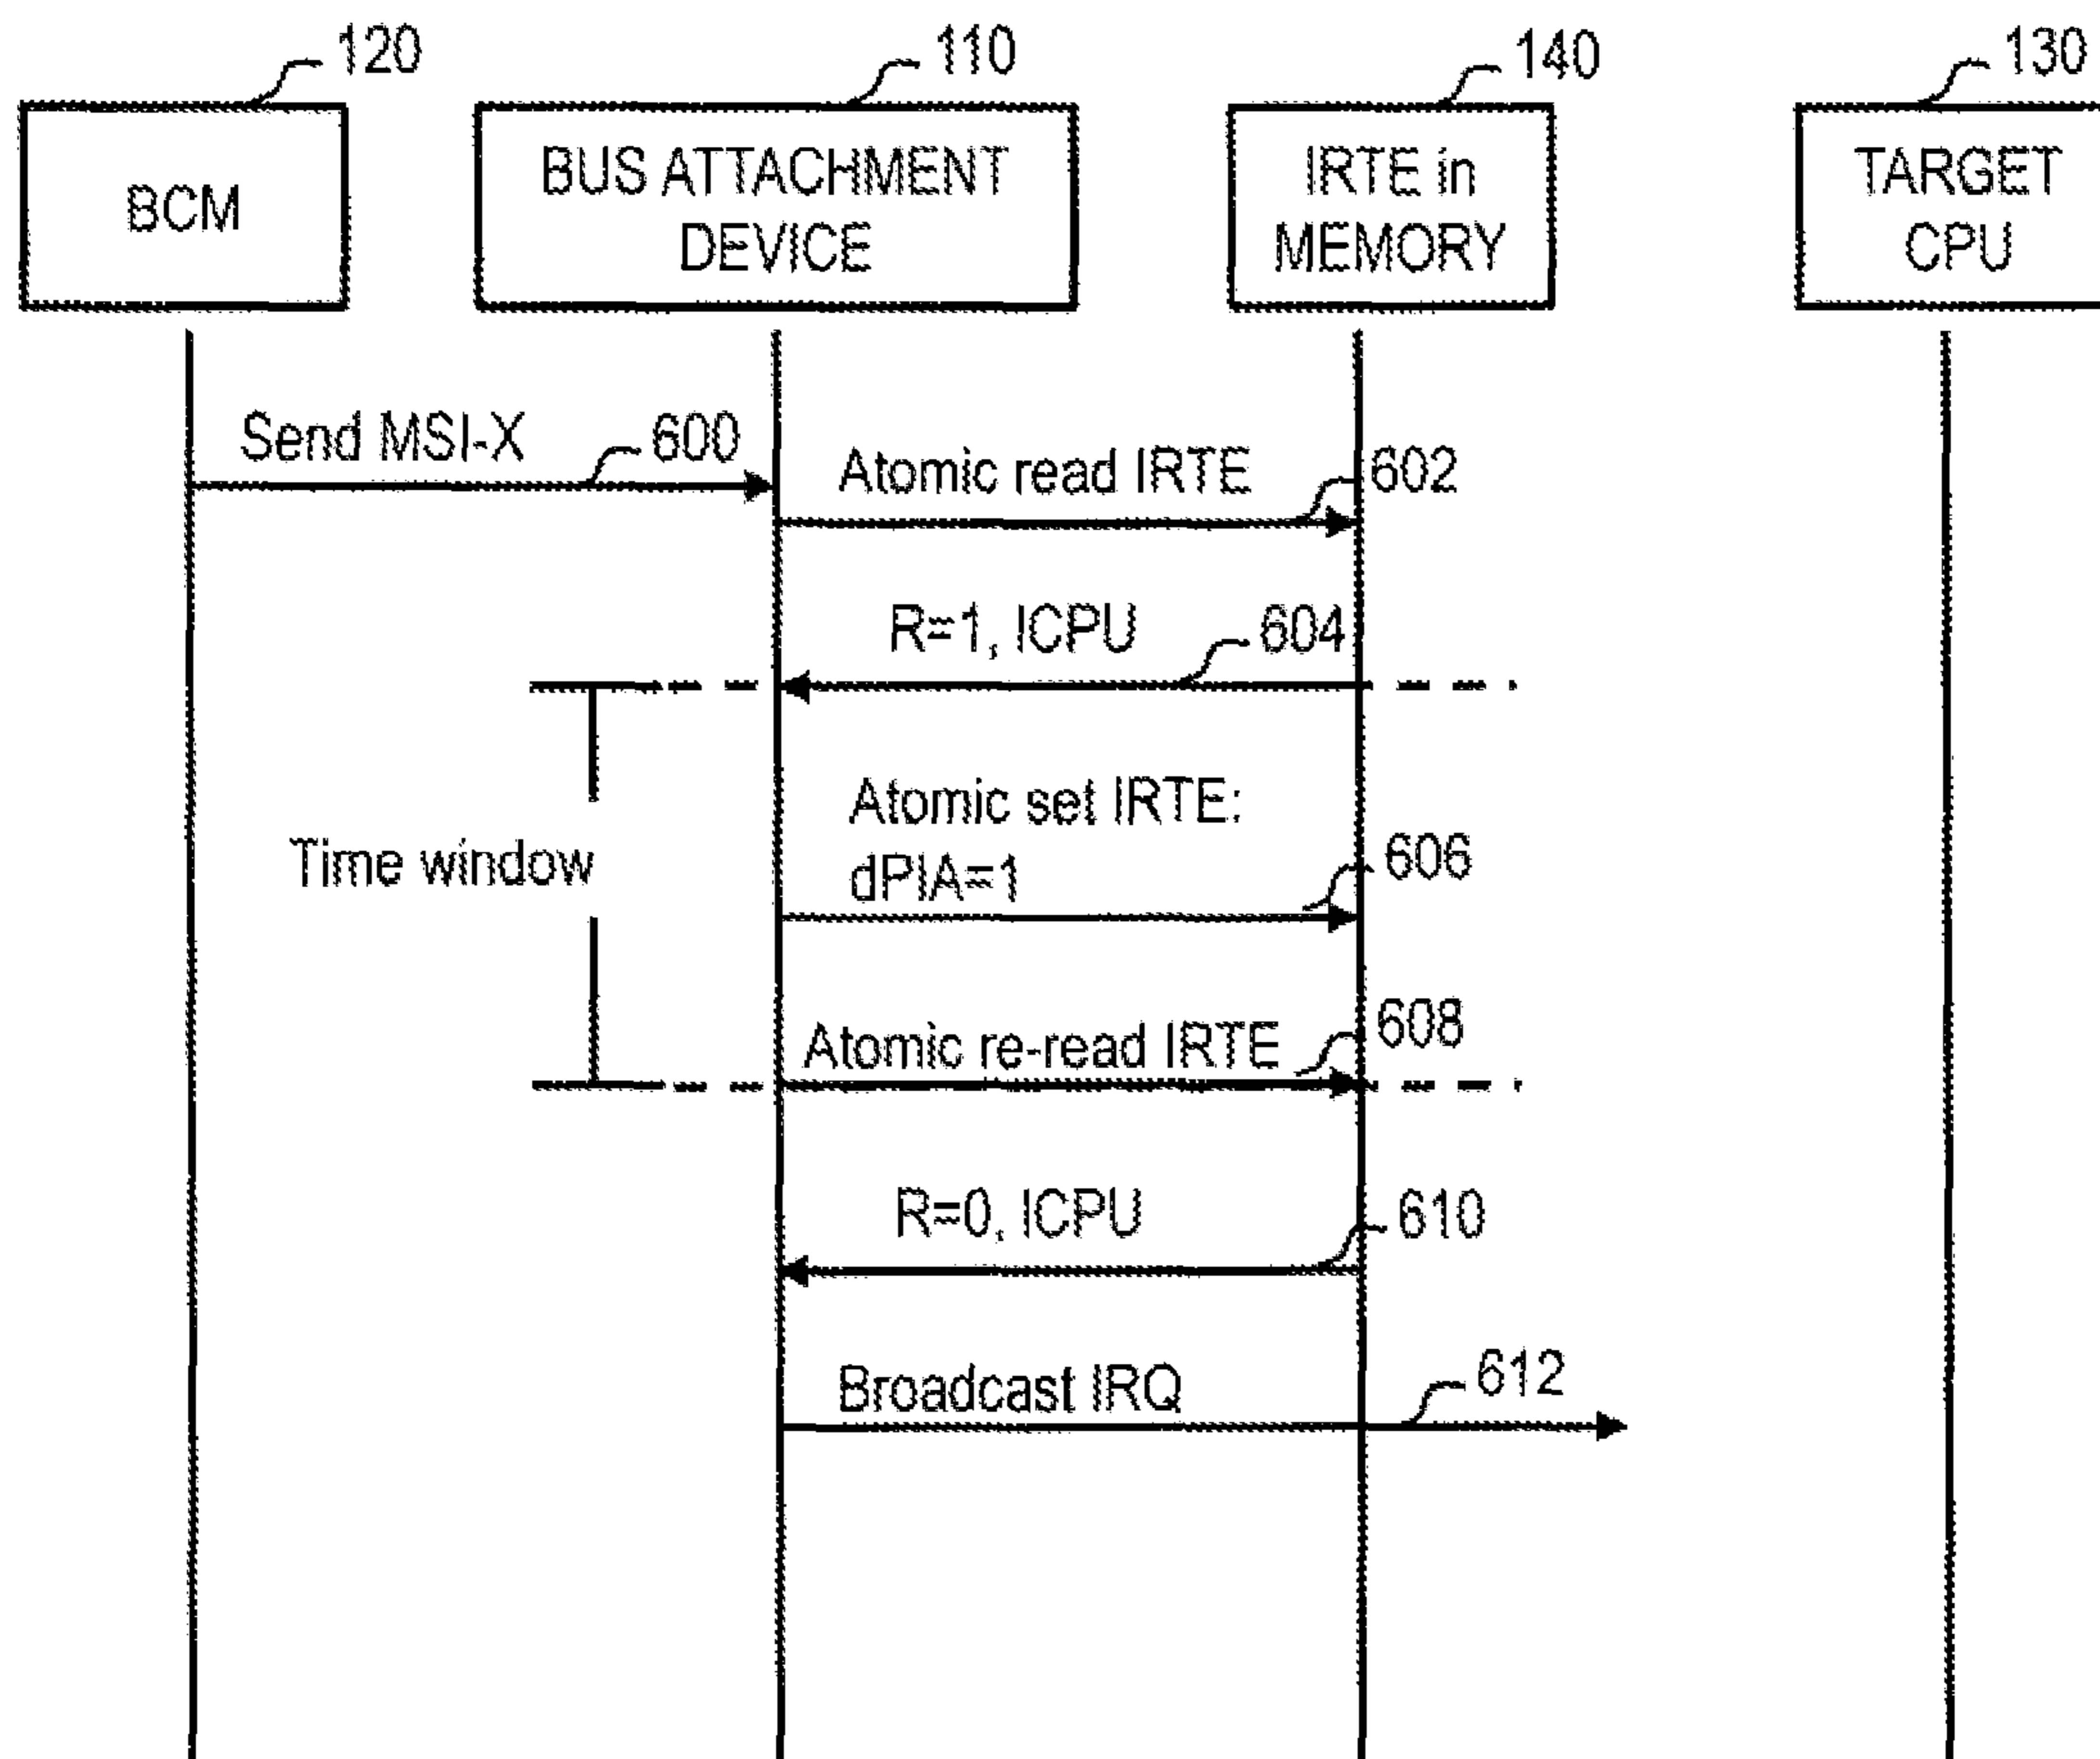 120
110
140
130
BCM
BUS ATTACHMENT
DEVICE
IRTE in
MEMORY
TARGET
CPU
Send MSI-X
600
Atomic read IRTE
602
R=1, ICPU
604
Atomic set IRTE:
dPIA=1
606
Time window
Atomic re-read IRTE
608
R=0, ICPU
610
Broadcast IRQ
612